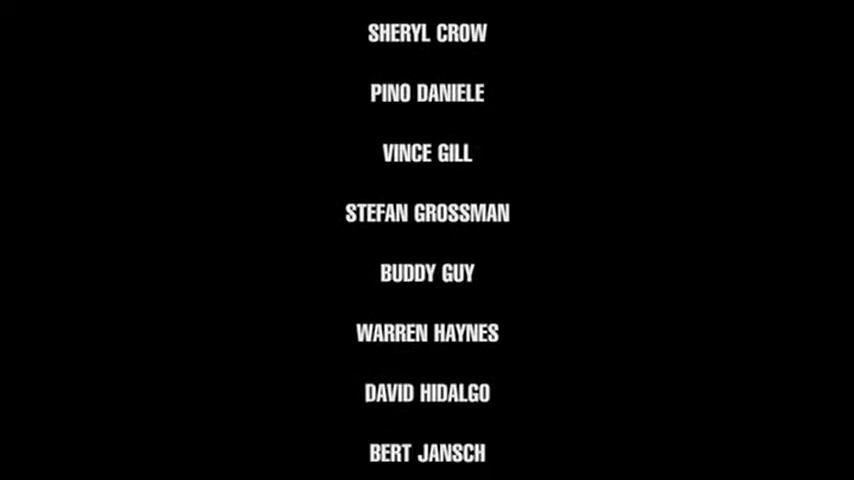 SHERYL CROW
PINO DANIELE
VINCE GILL
STEFAN GROSSMAN
BUDDY GUY
WARREN HAYNES
DAVID HIDALGO
BERT JANSCH